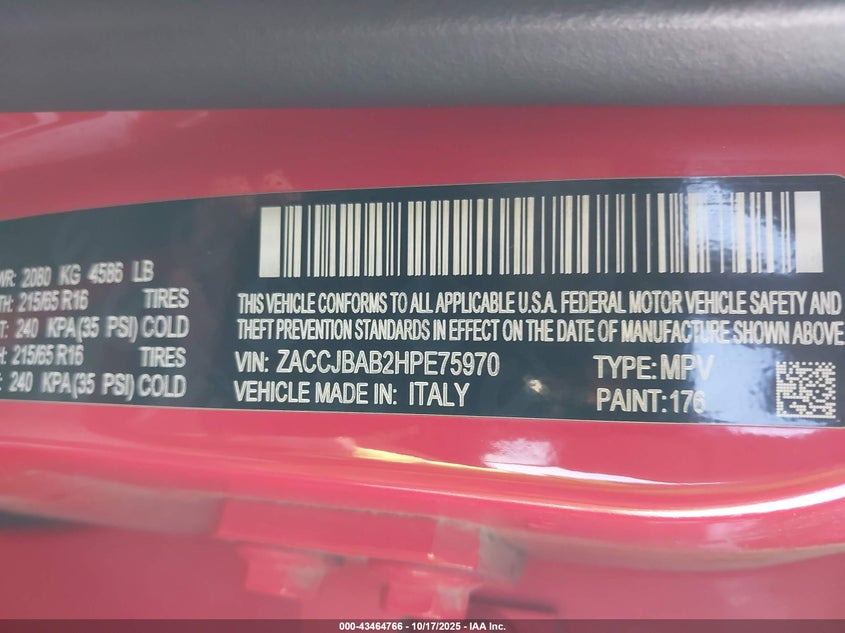 WR: 2080 KG 4586 LB
TH: 215/65 R16 TIRES
T: 240 KPA(35 PSI) COLD
H: 215/65 R16 TIRES
: 240 KPA(35 PSI) COLD
THIS VEHICLE CONFORMS TO ALL APPLICABLE U.S.A. FEDERAL MOTOR VEHICLE SAFETY AND
THEFT PREVENTION STANDARDS IN EFFECT ON THE DATE OF MANUFACTURE SHOWN ABOVE
VIN: ZACCJBAB2HPE75970 TYPE: MPV
VEHICLE MADE IN: ITALY PAINT: 176
000-43464766 | 10/17/2025 | IAA Inc.